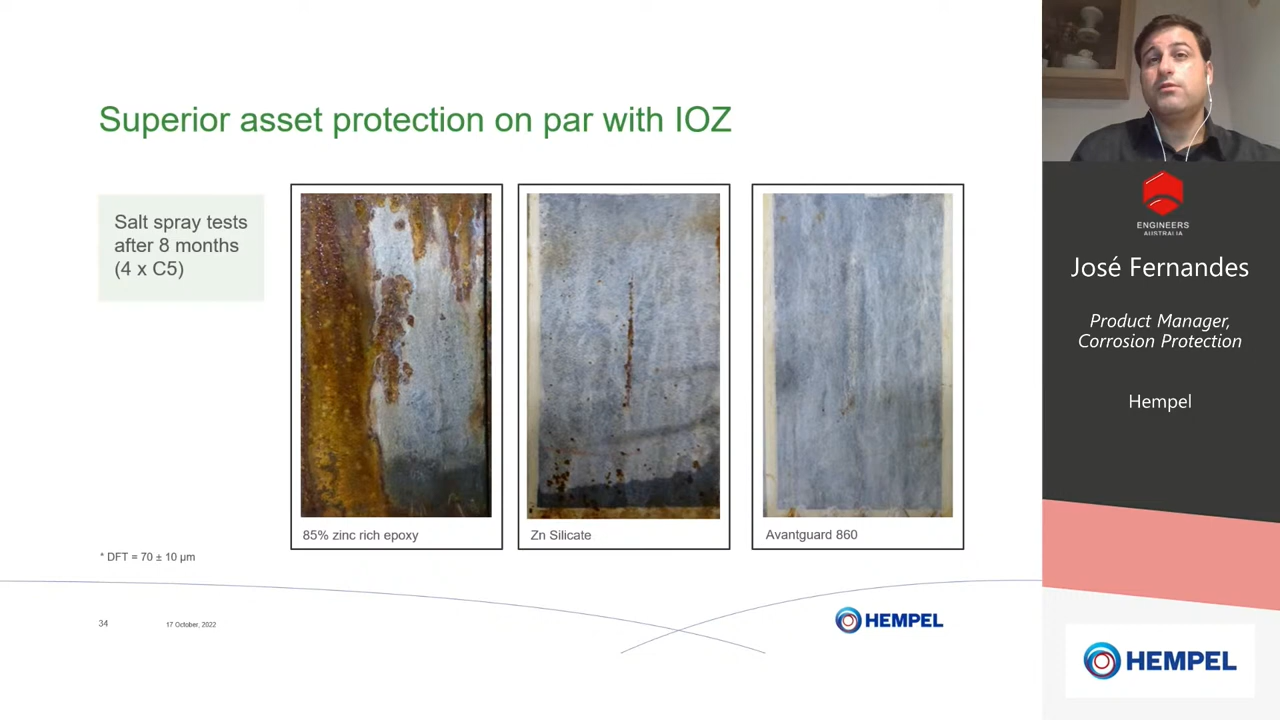 Superior asset protection on par with IOZ
Salt spray tests
after 8 months
(4 x C5)
85% zinc rich epoxy
Zn Silicate
Avantguard 860
* DFT = 70 ± 10 µm
34
17 October, 2022
HEMPEL
ENGINEERS
AUSTRALIA
José Fernandes
Product Manager,
Corrosion Protection
Hempel
HEMPEL